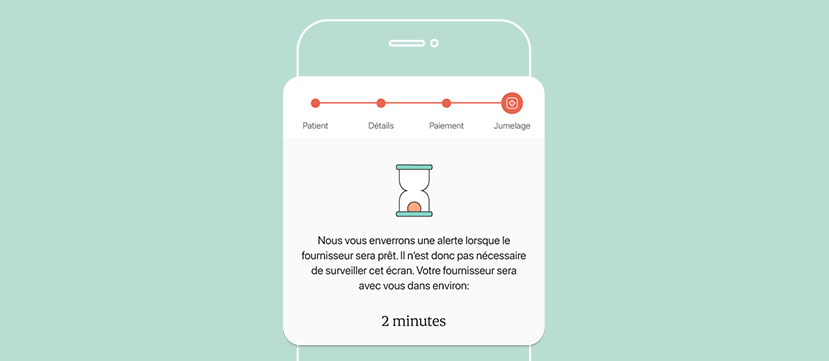 Patient Détails Paiement Jumelage
Nous vous enverrons une alerte lorsque le
fournisseur sera prêt. Il n'est donc pas nécessaire
de surveiller cet écran. Votre fournisseur sera
avec vous dans environ:
2 minutes